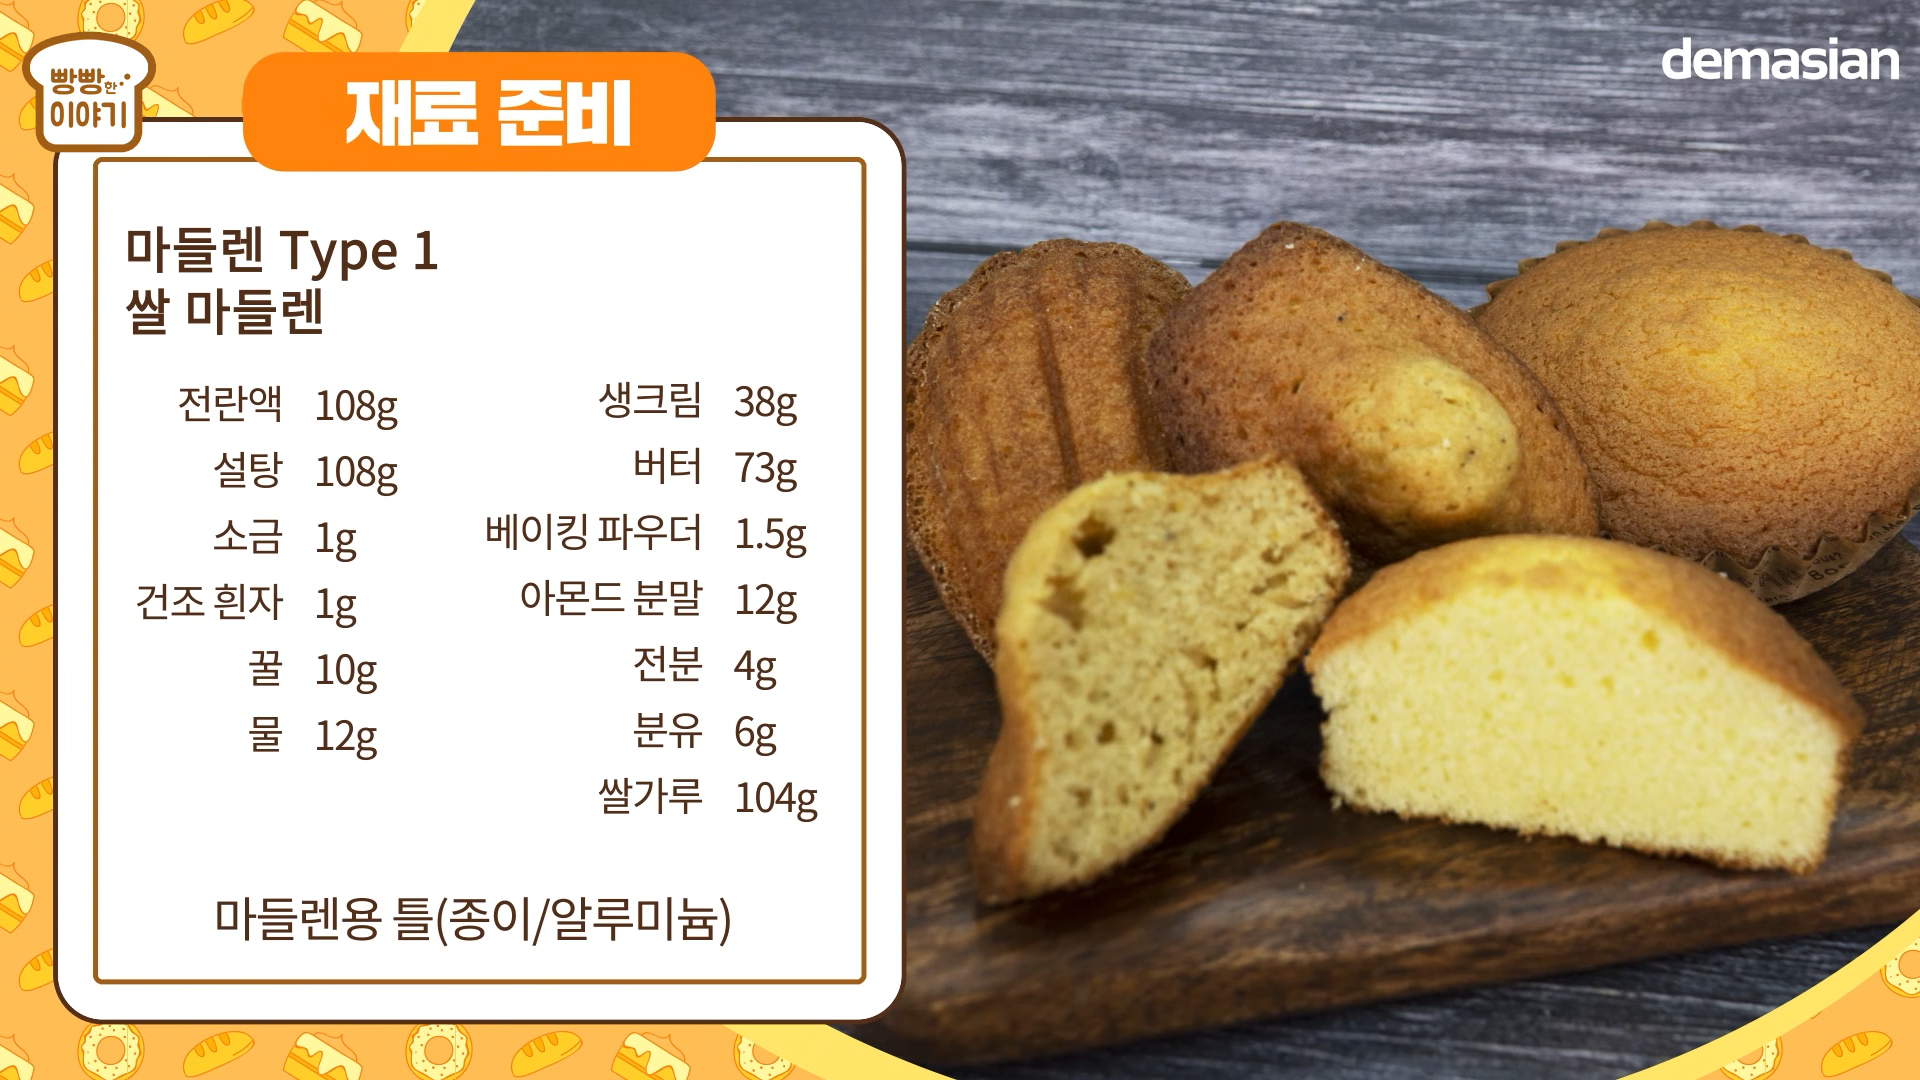 빵빵한
이야기
재료 준비
demasian
마들렌 Type 1
쌀 마들렌
전란액 108g
설탕 108g
소금 1g
건조 흰자 1g
꿀 10g
물 12g
생크림 38g
버터 73g
베이킹 파우더 1.5g
아몬드 분말 12g
전분 4g
분유 6g
쌀가루 104g
마들렌용 틀(종이/알루미늄)